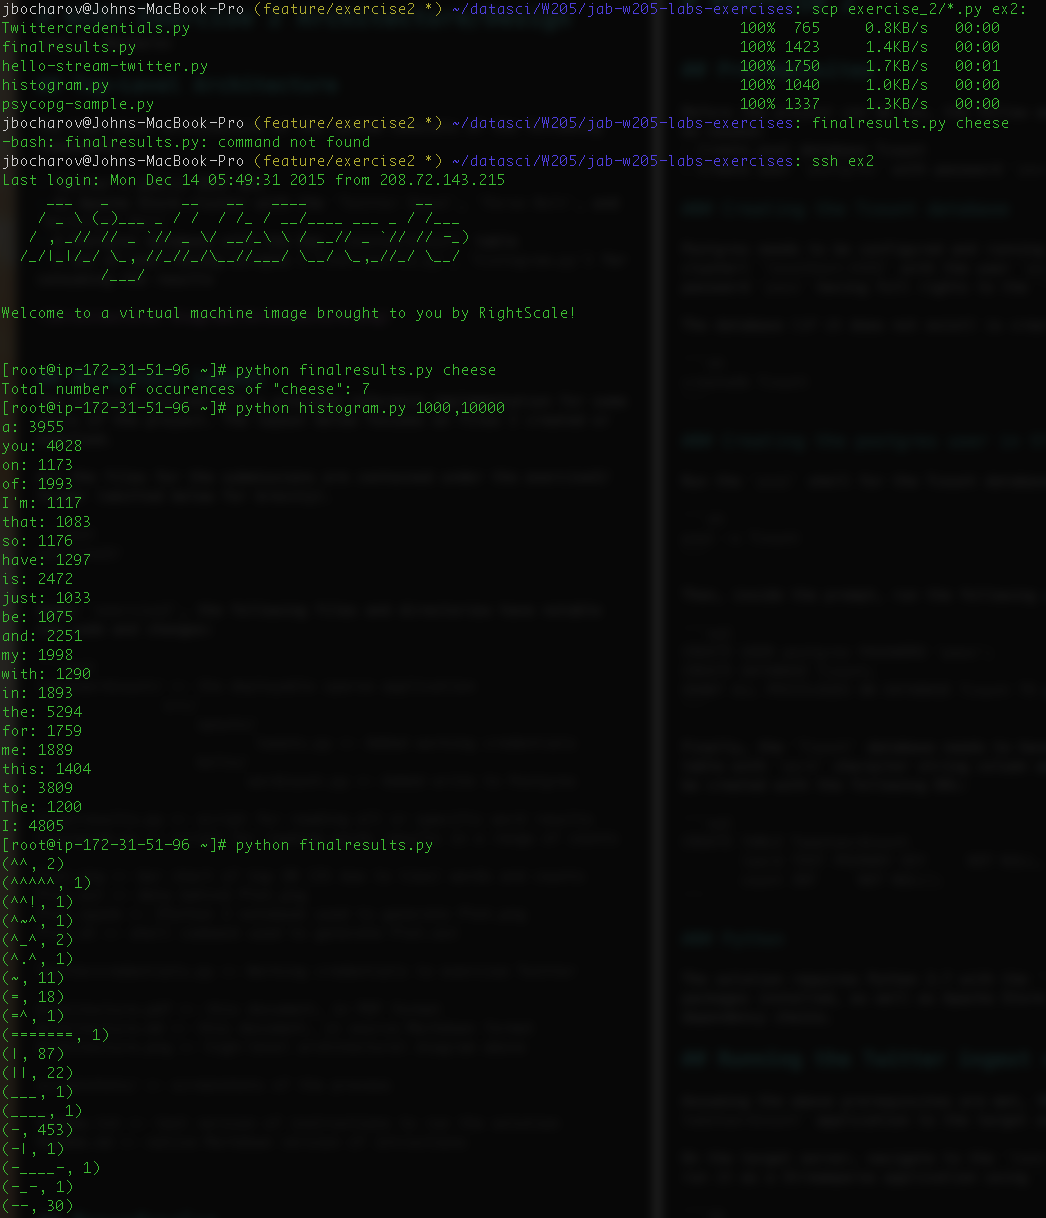 jbocharov@Johns-MacBook-Pro (feature/exercise2 *) ~/datasci/W205/jab-w205-labs-exercises: scp exercise_2/*.py ex2:
Twittercredentials.py 100% 765 0.8KB/s 00:00
finalresults.py 100% 1423 1.4KB/s 00:00
hello-stream-twitter.py 100% 1750 1.7KB/s 00:01
histogram.py 100% 1040 1.0KB/s 00:00
psycopg-sample.py 100% 1337 1.3KB/s 00:00
jbocharov@Johns-MacBook-Pro (feature/exercise2 *) ~/datasci/W205/jab-w205-labs-exercises: finalresults.py cheese
-bash: finalresults.py: command not found
jbocharov@Johns-MacBook-Pro (feature/exercise2 *) ~/datasci/W205/jab-w205-labs-exercises: ssh ex2
Last login: Mon Dec 14 05:49:31 2015 from 208.72.143.215
RightScale
Welcome to a virtual machine image brought to you by RightScale!
[root@ip-172-31-51-96 ~]# python finalresults.py cheese
Total number of occurences of "cheese": 7
[root@ip-172-31-51-96 ~]# python histogram.py 1000,10000
a: 3955
you: 4028
on: 1173
of: 1993
I'm: 1117
that: 1083
so: 1176
have: 1297
is: 2472
just: 1033
be: 1075
and: 2251
my: 1998
with: 1290
in: 1893
the: 5294
for: 1759
me: 1889
this: 1404
to: 3809
The: 1200
I: 4805
[root@ip-172-31-51-96 ~]# python finalresults.py
(^^, 2)
(^^^^^, 1)
(^^!, 1)
(^~^, 1)
(^_^, 2)
(^.^, 1)
(~, 11)
(=, 18)
(=^, 1)
(=======, 1)
(|, 87)
(||, 22)
(___, 1)
(____, 1)
(-, 453)
(-|, 1)
(-____-, 1)
(-_-, 1)
(--, 30)